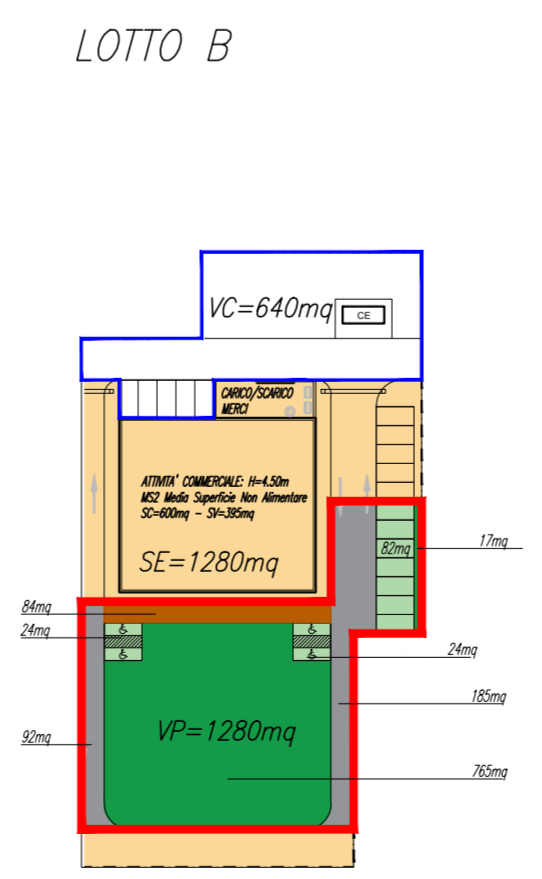 LOTTO B
VC=640mq
CE
CARICO/SCARICO
MERCI
ATTIVITA' COMMERCIALE: H=4.50m
MS2 Media Superficie Non Alimentare
SC=600mq - SV=395mq
SE=1280mq
82mq
17mq
84mq
24mq
24mq
185mq
VP=1280mq
92mq
765mq